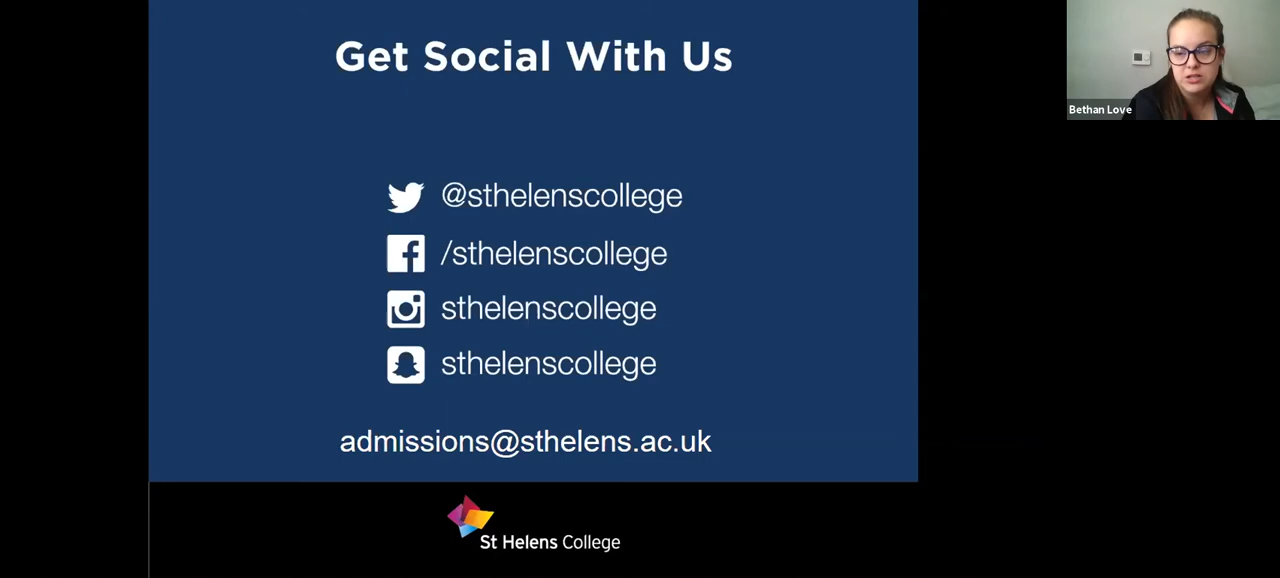 Get Social With Us
@sthelenscollege
/sthelenscollege
sthelenscollege
sthelenscollege
admissions@sthelens.ac.uk
St Helens College
Bethan Love